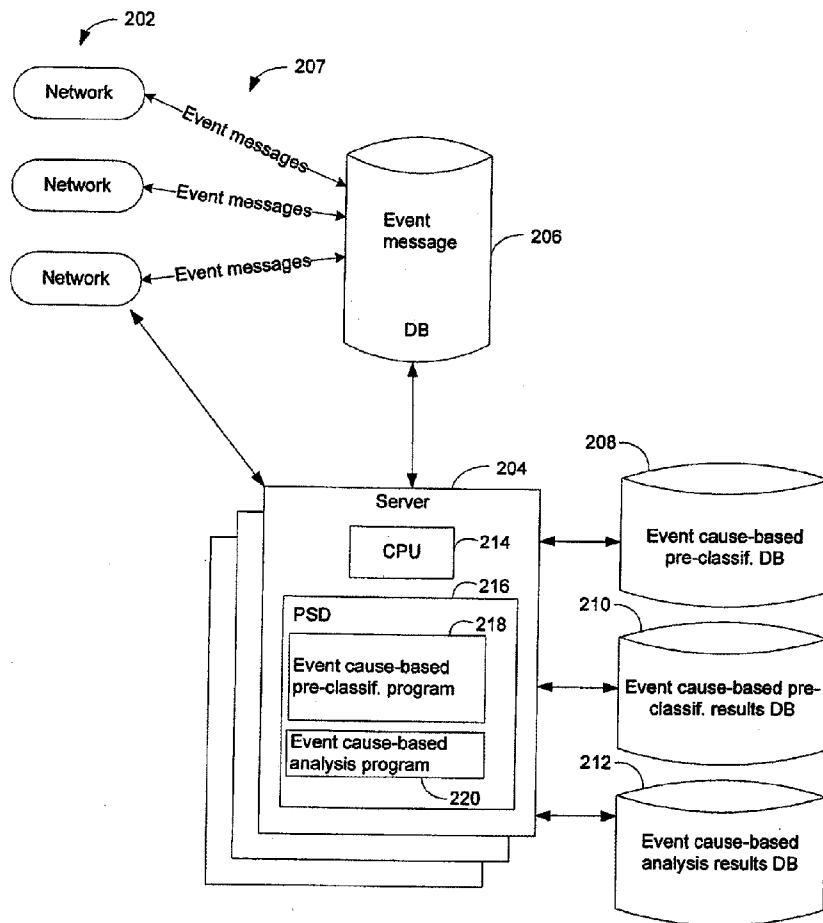 202
207
Network
Event messages
Network
Event messages
Network
Event messages
Event
message
DB
206
204
Server
CPU
214
216
PSD
218
Event cause-based
pre-classif. program
Event cause-based
analysis program
220
208
Event cause-based
pre-classif. DB
210
Event cause-based pre-
classif. results DB
212
Event cause-based
analysis results DB